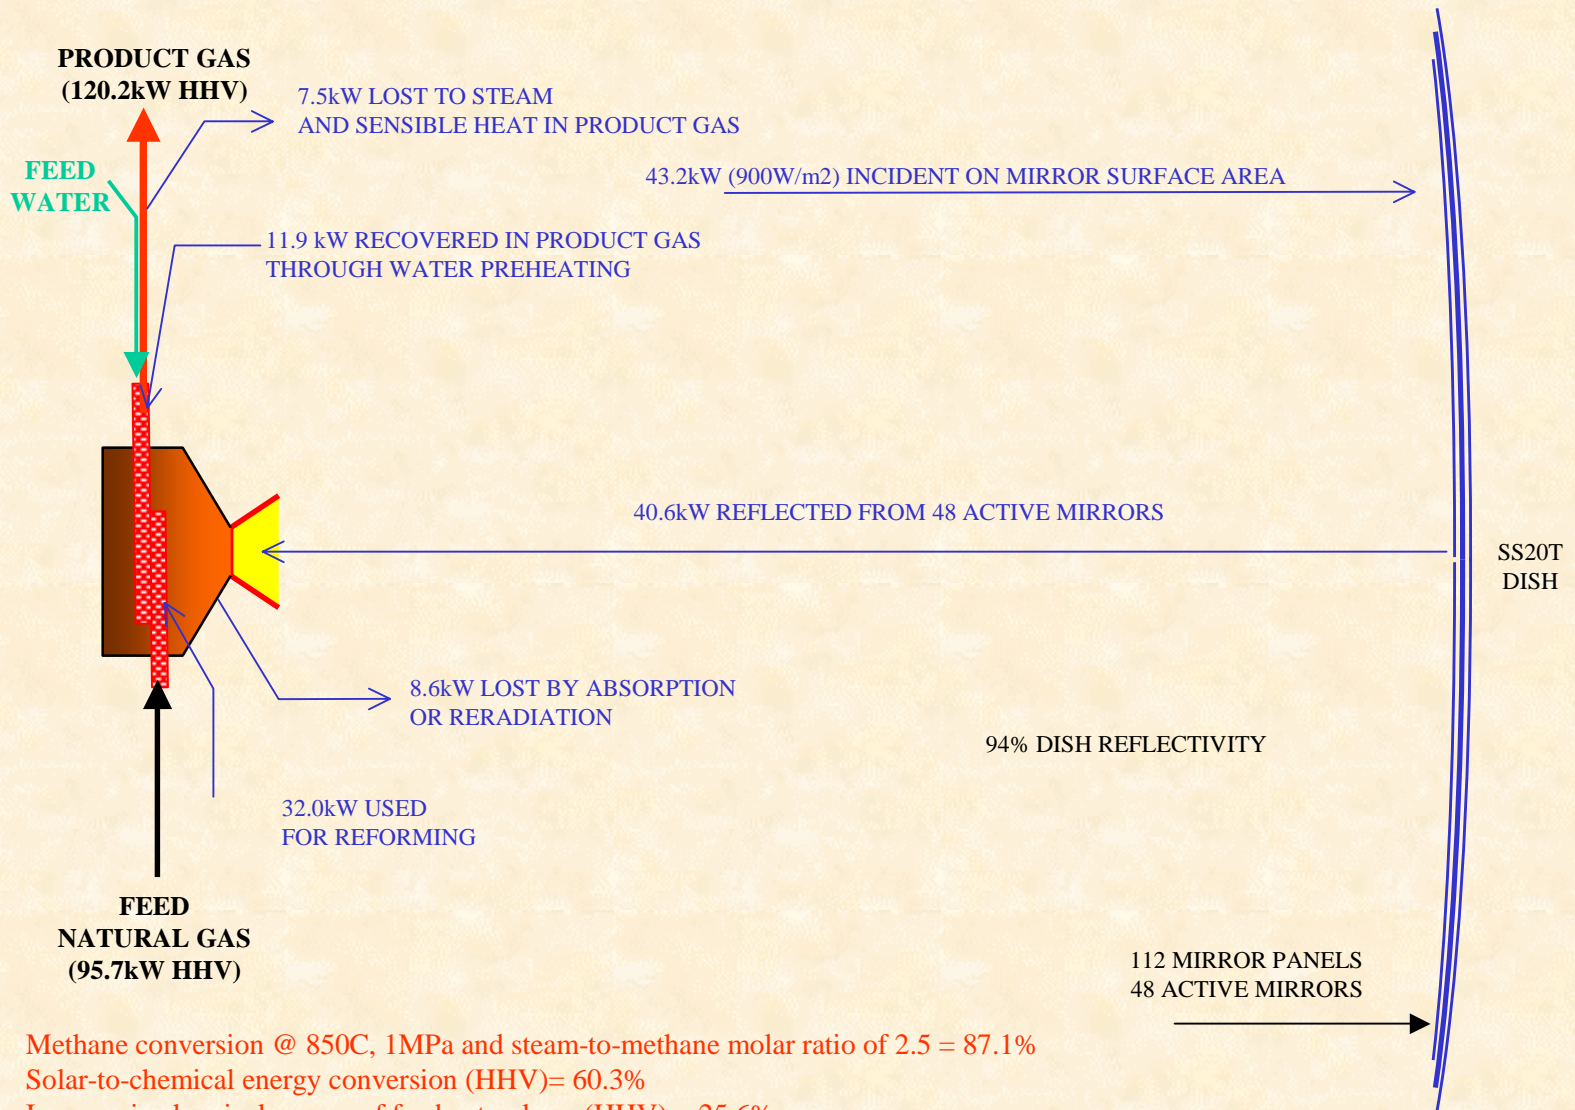 PRODUCT GAS
(120.2kW HHV)
7.5kW LOST TO STEAM
AND SENSIBLE HEAT IN PRODUCT GAS
FEED
WATER
43.2kW (900W/m2) INCIDENT ON MIRROR SURFACE AREA
11.9 kW RECOVERED IN PRODUCT GAS
THROUGH WATER PREHEATING
40.6kW REFLECTED FROM 48 ACTIVE MIRRORS
SS20T
DISH
8.6kW LOST BY ABSORPTION
OR RERADIATION
94% DISH REFLECTIVITY
32.0kW USED
FOR REFORMING
FEED
NATURAL GAS
(95.7kW HHV)
112 MIRROR PANELS
48 ACTIVE MIRRORS
Methane conversion @ 850C, 1MPa and steam-to-methane molar ratio of 2.5 = 87.1%
Solar-to-chemical energy conversion (HHV)= 60.3%